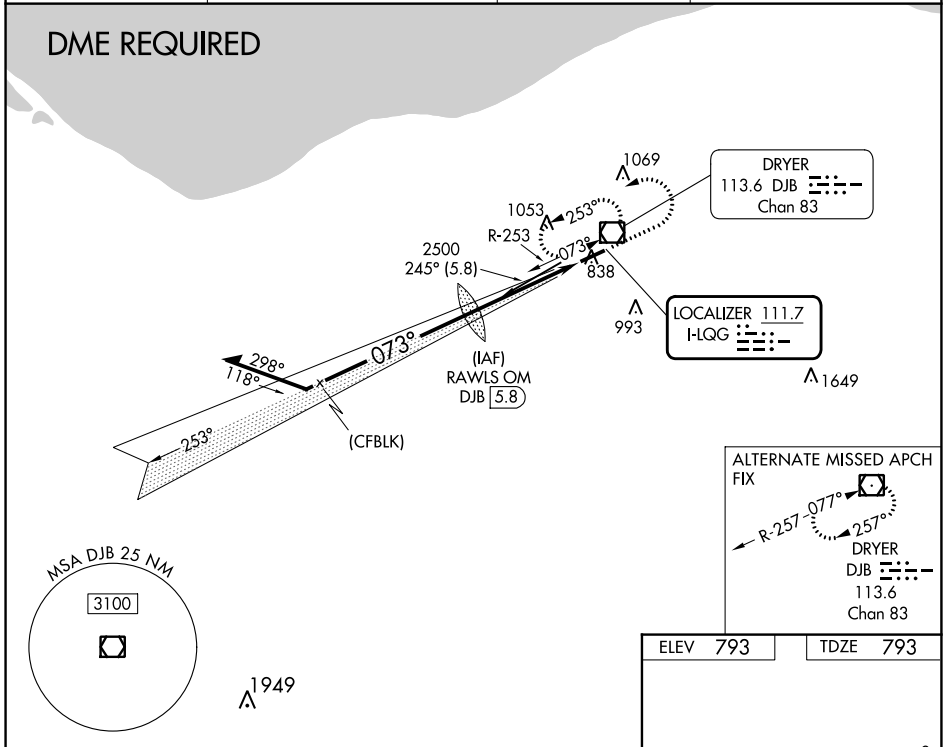 DME REQUIRED
1069
DRYER
113.6 DJB
Chan 83
1053
253°
R-253
073°
2500
245° (5.8)
838
LOCALIZER 111.7
I-LQG
993
1649
073°
(IAF)
RAWLS OM
DJB 5.8
298°
118°
(CFBLK)
253°
ALTERNATE MISSED APCH
FIX
R-257
077°
257°
DRYER
DJB
113.6
Chan 83
MSA DJB 25 NM
3100
1949
ELEV 793
TDZE 793